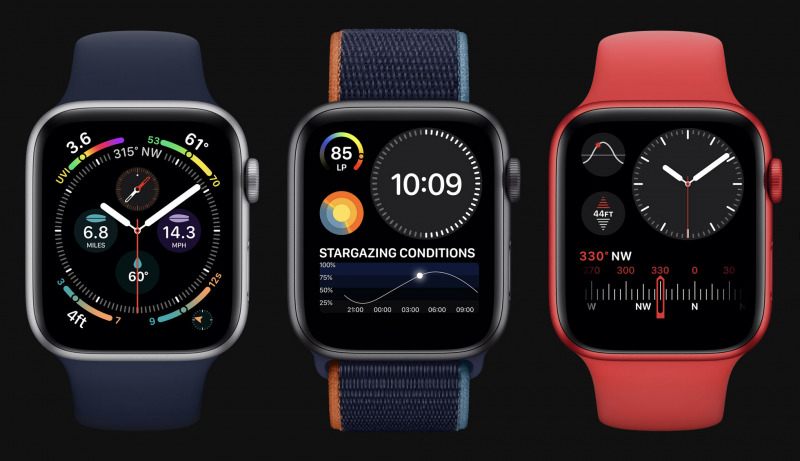 3.6
UVI
53
61°
70
315° NW
6.8
MILES
14.3
MPH
60°
3
4ft
7
9
12s
85
LP
10:09
STARGAZING CONDITIONS
100%
75%
50%
25%
21:00 00:00 03:00 06:00 09:00
44FT
330° NW
270 300 330 0 30
W NW N